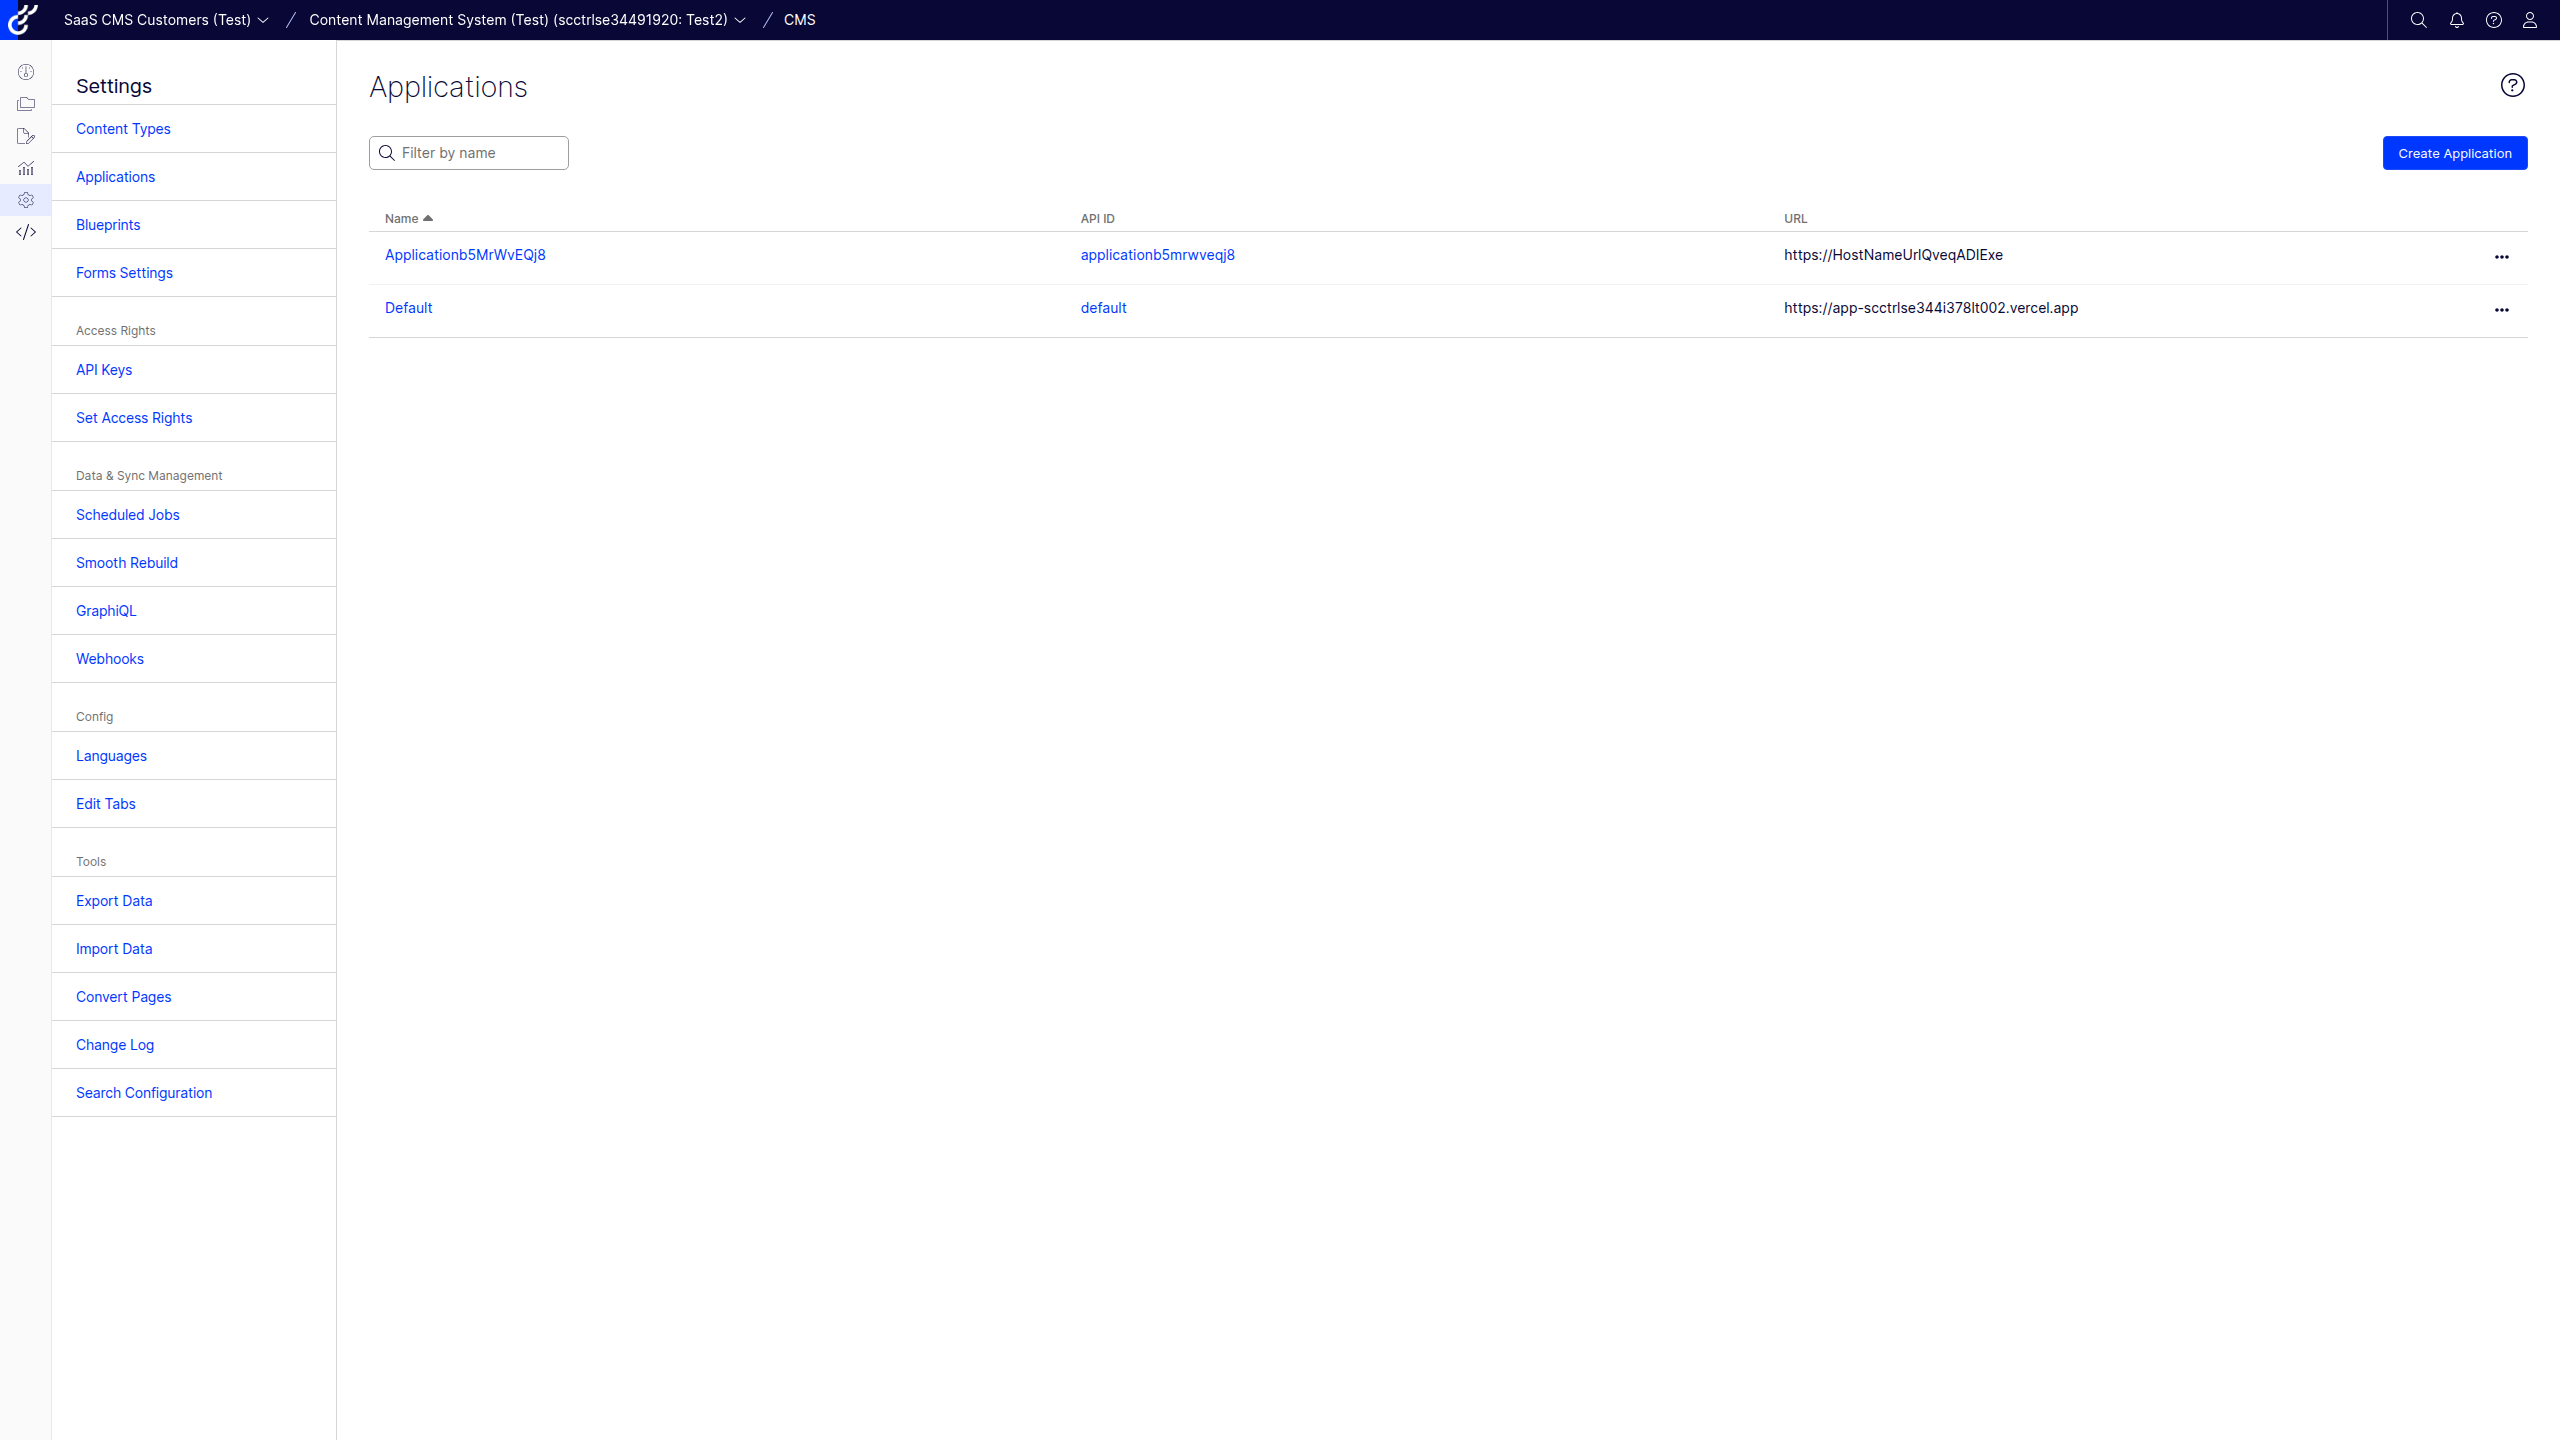 SaaS CMS Customers (Test) / Content Management System (Test) (scctrlse34491920: Test2) / CMS
Settings
Content Types
Applications
Blueprints
Forms Settings
Access Rights
API Keys
Set Access Rights
Data & Sync Management
Scheduled Jobs
Smooth Rebuild
GraphiQL
Webhooks
Config
Languages
Edit Tabs
Tools
Export Data
Import Data
Convert Pages
Change Log
Search Configuration
Applications
Filter by name
Create Application
Name API ID URL
Applicationb5MrWvEQj8 applicationb5mrwveqj8 https://HostNameUrlQveqADIExe
Default default https://app-scctrlse344i378lt002.vercel.app